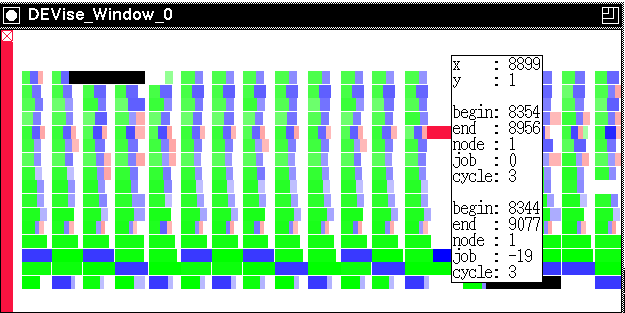 DEVise_Window_0
x : 8899
y : 1
begin: 8354
end : 8956
node : 1
job : 0
cycle: 3
begin: 8344
end : 9077
node : 1
job : -19
cycle: 3